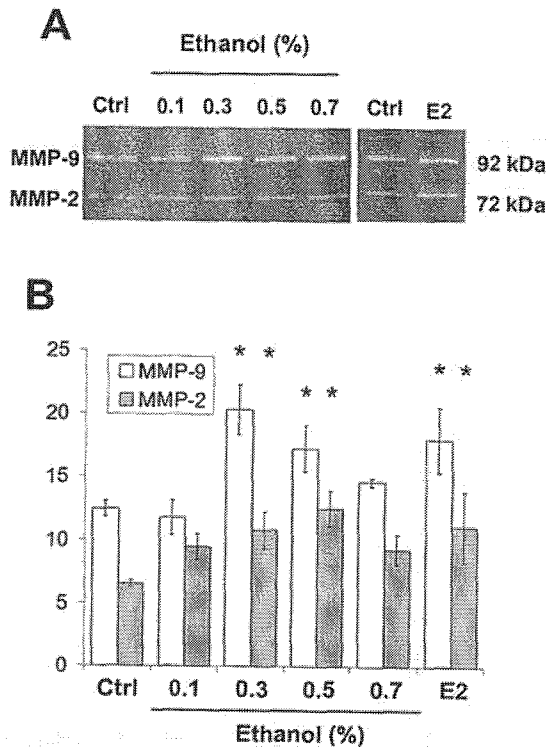 A
Ethanol (%)
Ctrl 0.1 0.3 0.5 0.7 Ctrl E2
MMP-9 92 kDa
MMP-2 72 kDa
B
25
* * * * * *
MMP-9
MMP-2
20
15
10
5
0
Ctrl 0.1 0.3 0.5 0.7 E2
Ethanol (%)